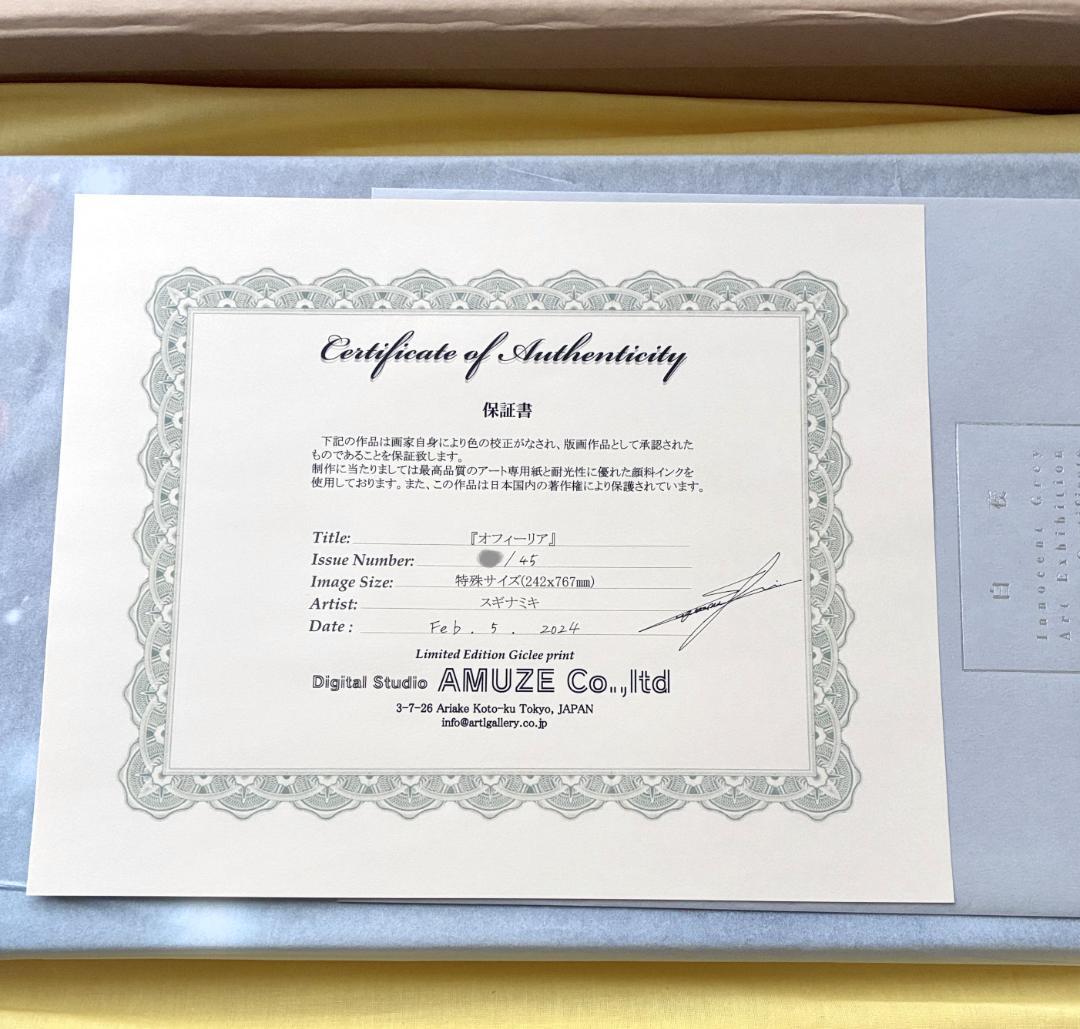 Certificate of Authenticity
保証書
下記の作品は画家自身により色の校正がなされ、版画作品として承認された
ものであることを保証致します。
制作に当たりましては最高品質のアート専用紙と耐光性に優れた顔料インクを
使用しております。また、この作品は日本国内の著作権により保護されています。
Title: 『オフィーリア』
Issue Number: / 45
Image Size: 特殊サイズ(242x767㎜)
Artist: スギナミキ
Date : Feb . 5 . 2024
Limited Edition Giclee print
Digital Studio AMUZE Co.,ltd
3-7-26 Ariake Koto-ku Tokyo, JAPAN
info@artigallery.co.jp
白 夜
Innocent Grey
Art Exhibition